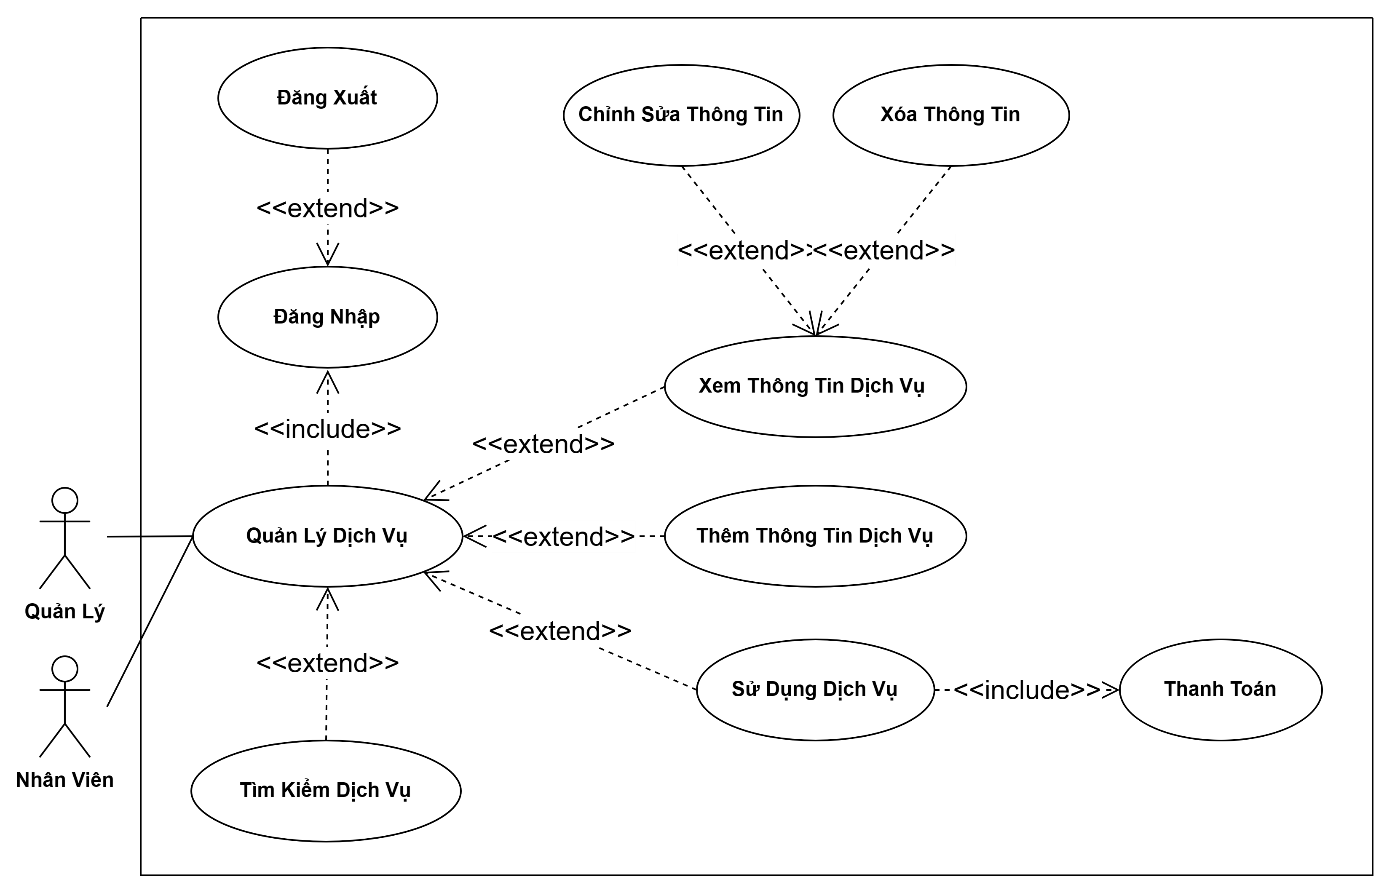 Đăng Xuất
Chỉnh Sửa Thông Tin
Xóa Thông Tin
<<extend>>
<<extend>>
<<extend>>
Đăng Nhập
Xem Thông Tin Dịch Vụ
<<include>>
<<extend>>
Quản Lý Dịch Vụ
<<extend>>
Thêm Thông Tin Dịch Vụ
Quản Lý
<<extend>>
<<extend>>
Sử Dụng Dịch Vụ
<<include>>
Thanh Toán
Nhân Viên
Tìm Kiểm Dịch Vụ